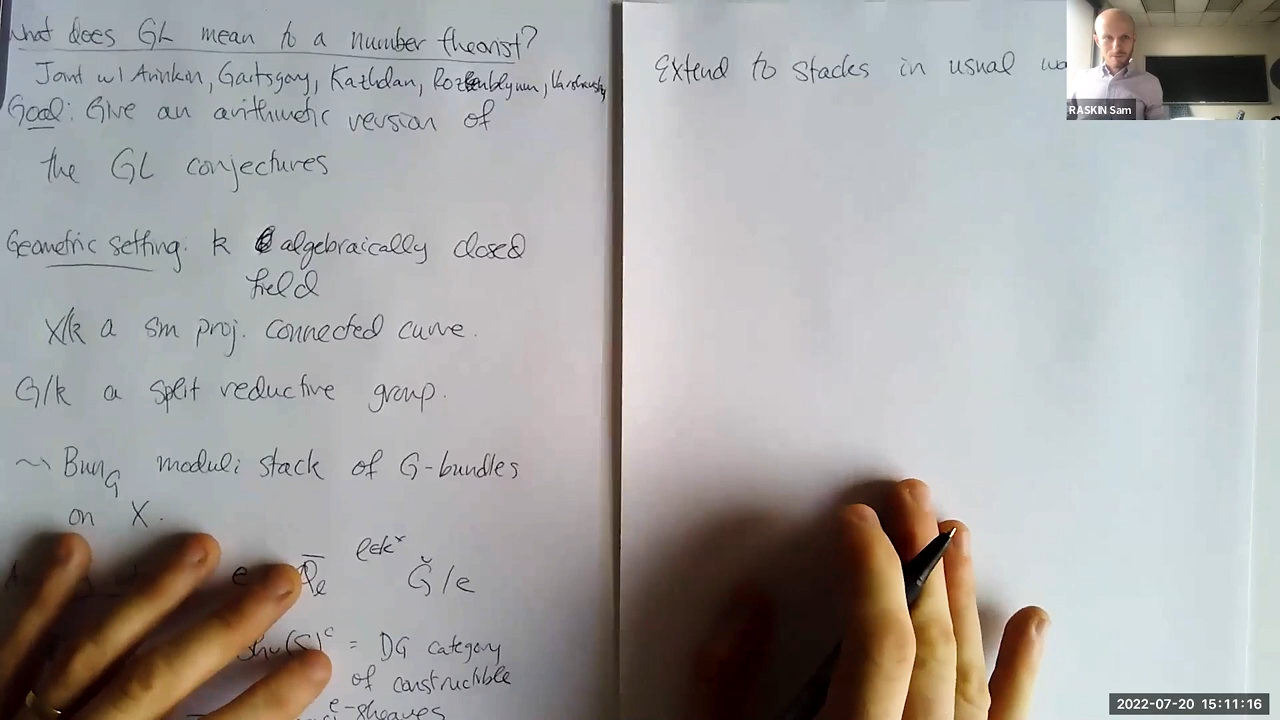 What does GL mean to a number theorist?
Joint w/ Arinkin, Gaitsgory, Kazhdan, Rozenblyum, Varshavsky
Goal: Give an arithmetic version of
the GL conjectures
Geometric setting: k algebraically closed
field
X/k a sm proj. connected curve.
G/k a split reductive group.
~> Bun_G moduli stack of G-bundles
on X.
e
ℓ∈k^×
Ǧ/e
Shv(S)^c = DG category
of constructible
e-sheaves
Extend to stacks in usual
RASKIN Sam
2022-07-20 15:11:16